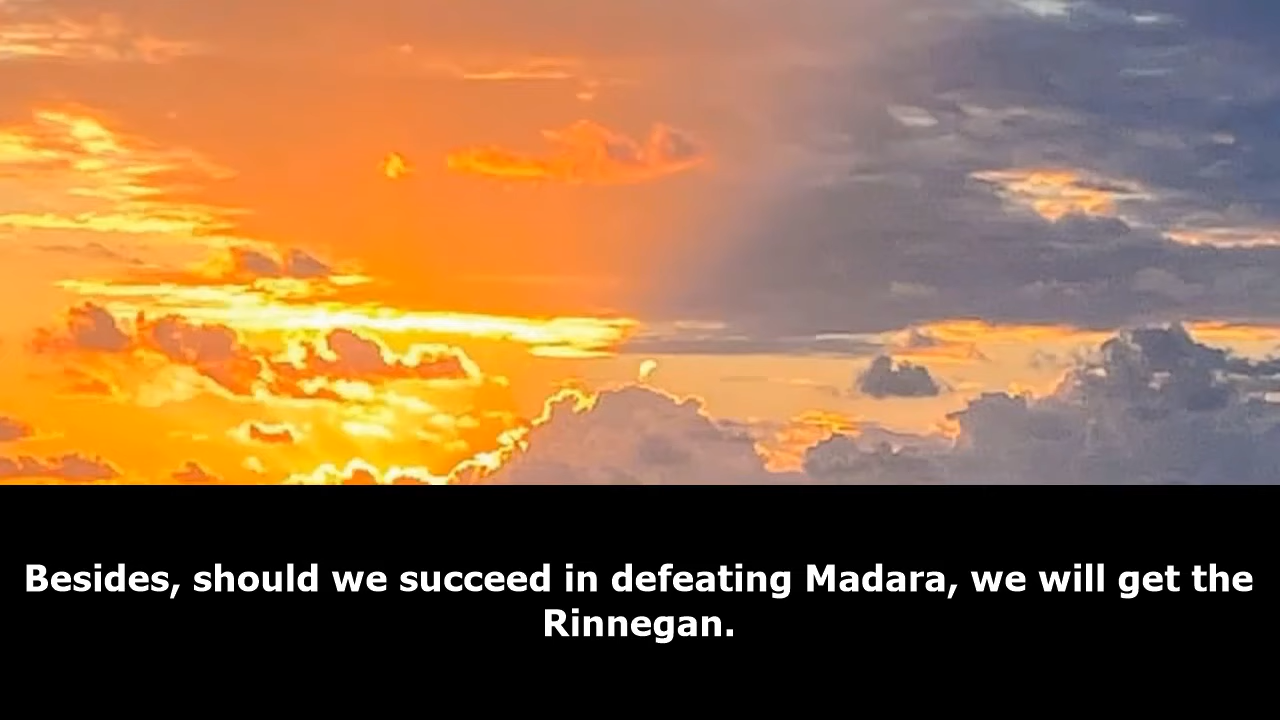 Besides, should we succeed in defeating Madara, we will get the
Rinnegan.